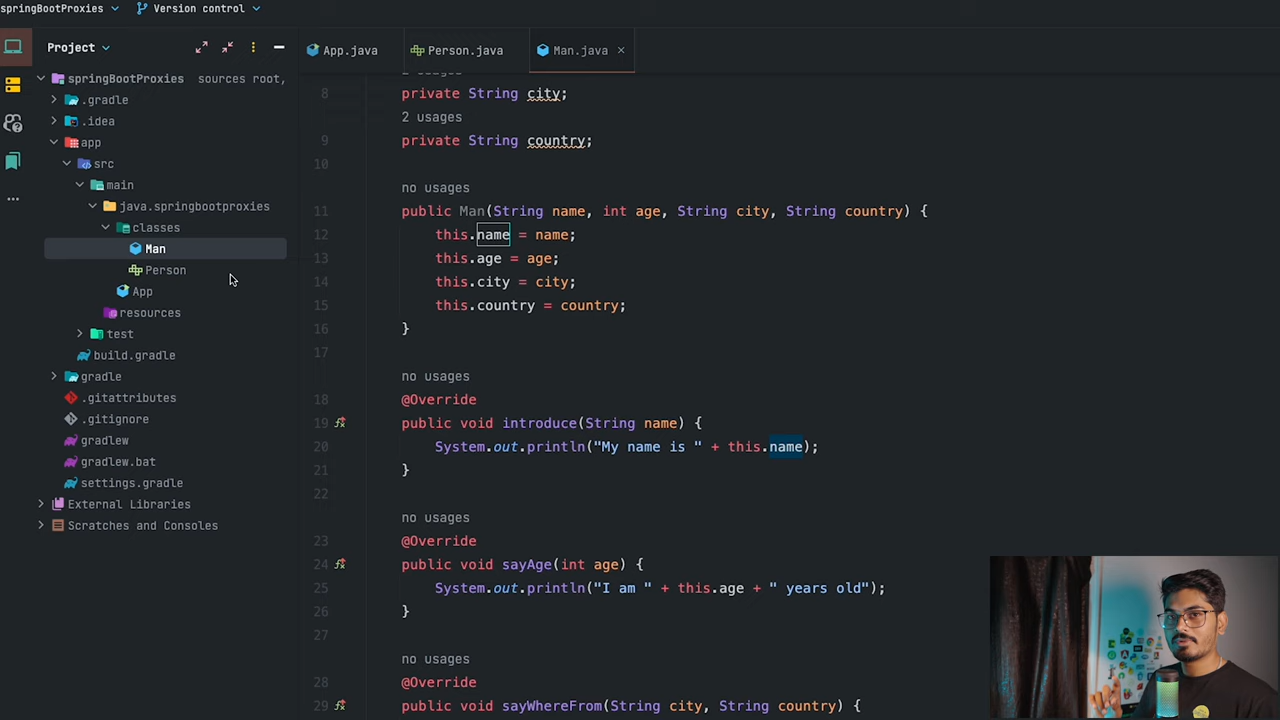 springBootProxies Version control
Project
springBootProxies sources root,
.gradle
.idea
app
src
main
java.springbootproxies
classes
Man
Person
App
resources
test
build.gradle
gradle
.gitattributes
.gitignore
gradlew
gradlew.bat
settings.gradle
External Libraries
Scratches and Consoles
App.java Person.java Man.java
8 private String city;
2 usages
9 private String country;
10
no usages
11 public Man(String name, int age, String city, String country) {
12 this.name = name;
13 this.age = age;
14 this.city = city;
15 this.country = country;
16 }
17
no usages
18 @Override
19 public void introduce(String name) {
20 System.out.println("My name is " + this.name);
21 }
22
no usages
23 @Override
24 public void sayAge(int age) {
25 System.out.println("I am " + this.age + " years old");
26 }
27
no usages
28 @Override
29 public void sayWhereFrom(String city, String country) {